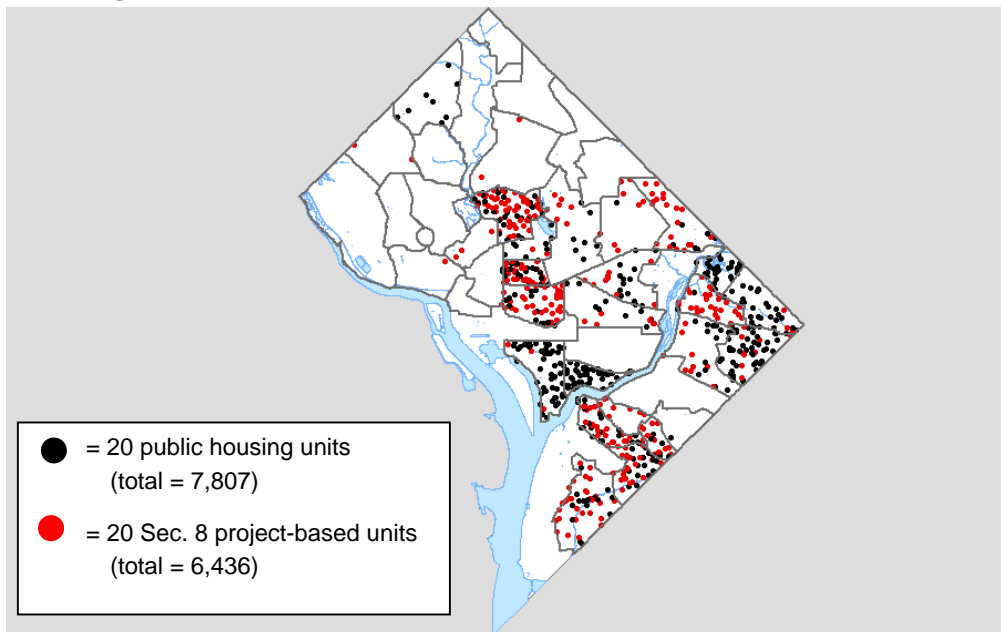 = 20 public housing units
(total = 7,807)
= 20 Sec. 8 project-based units
(total = 6,436)